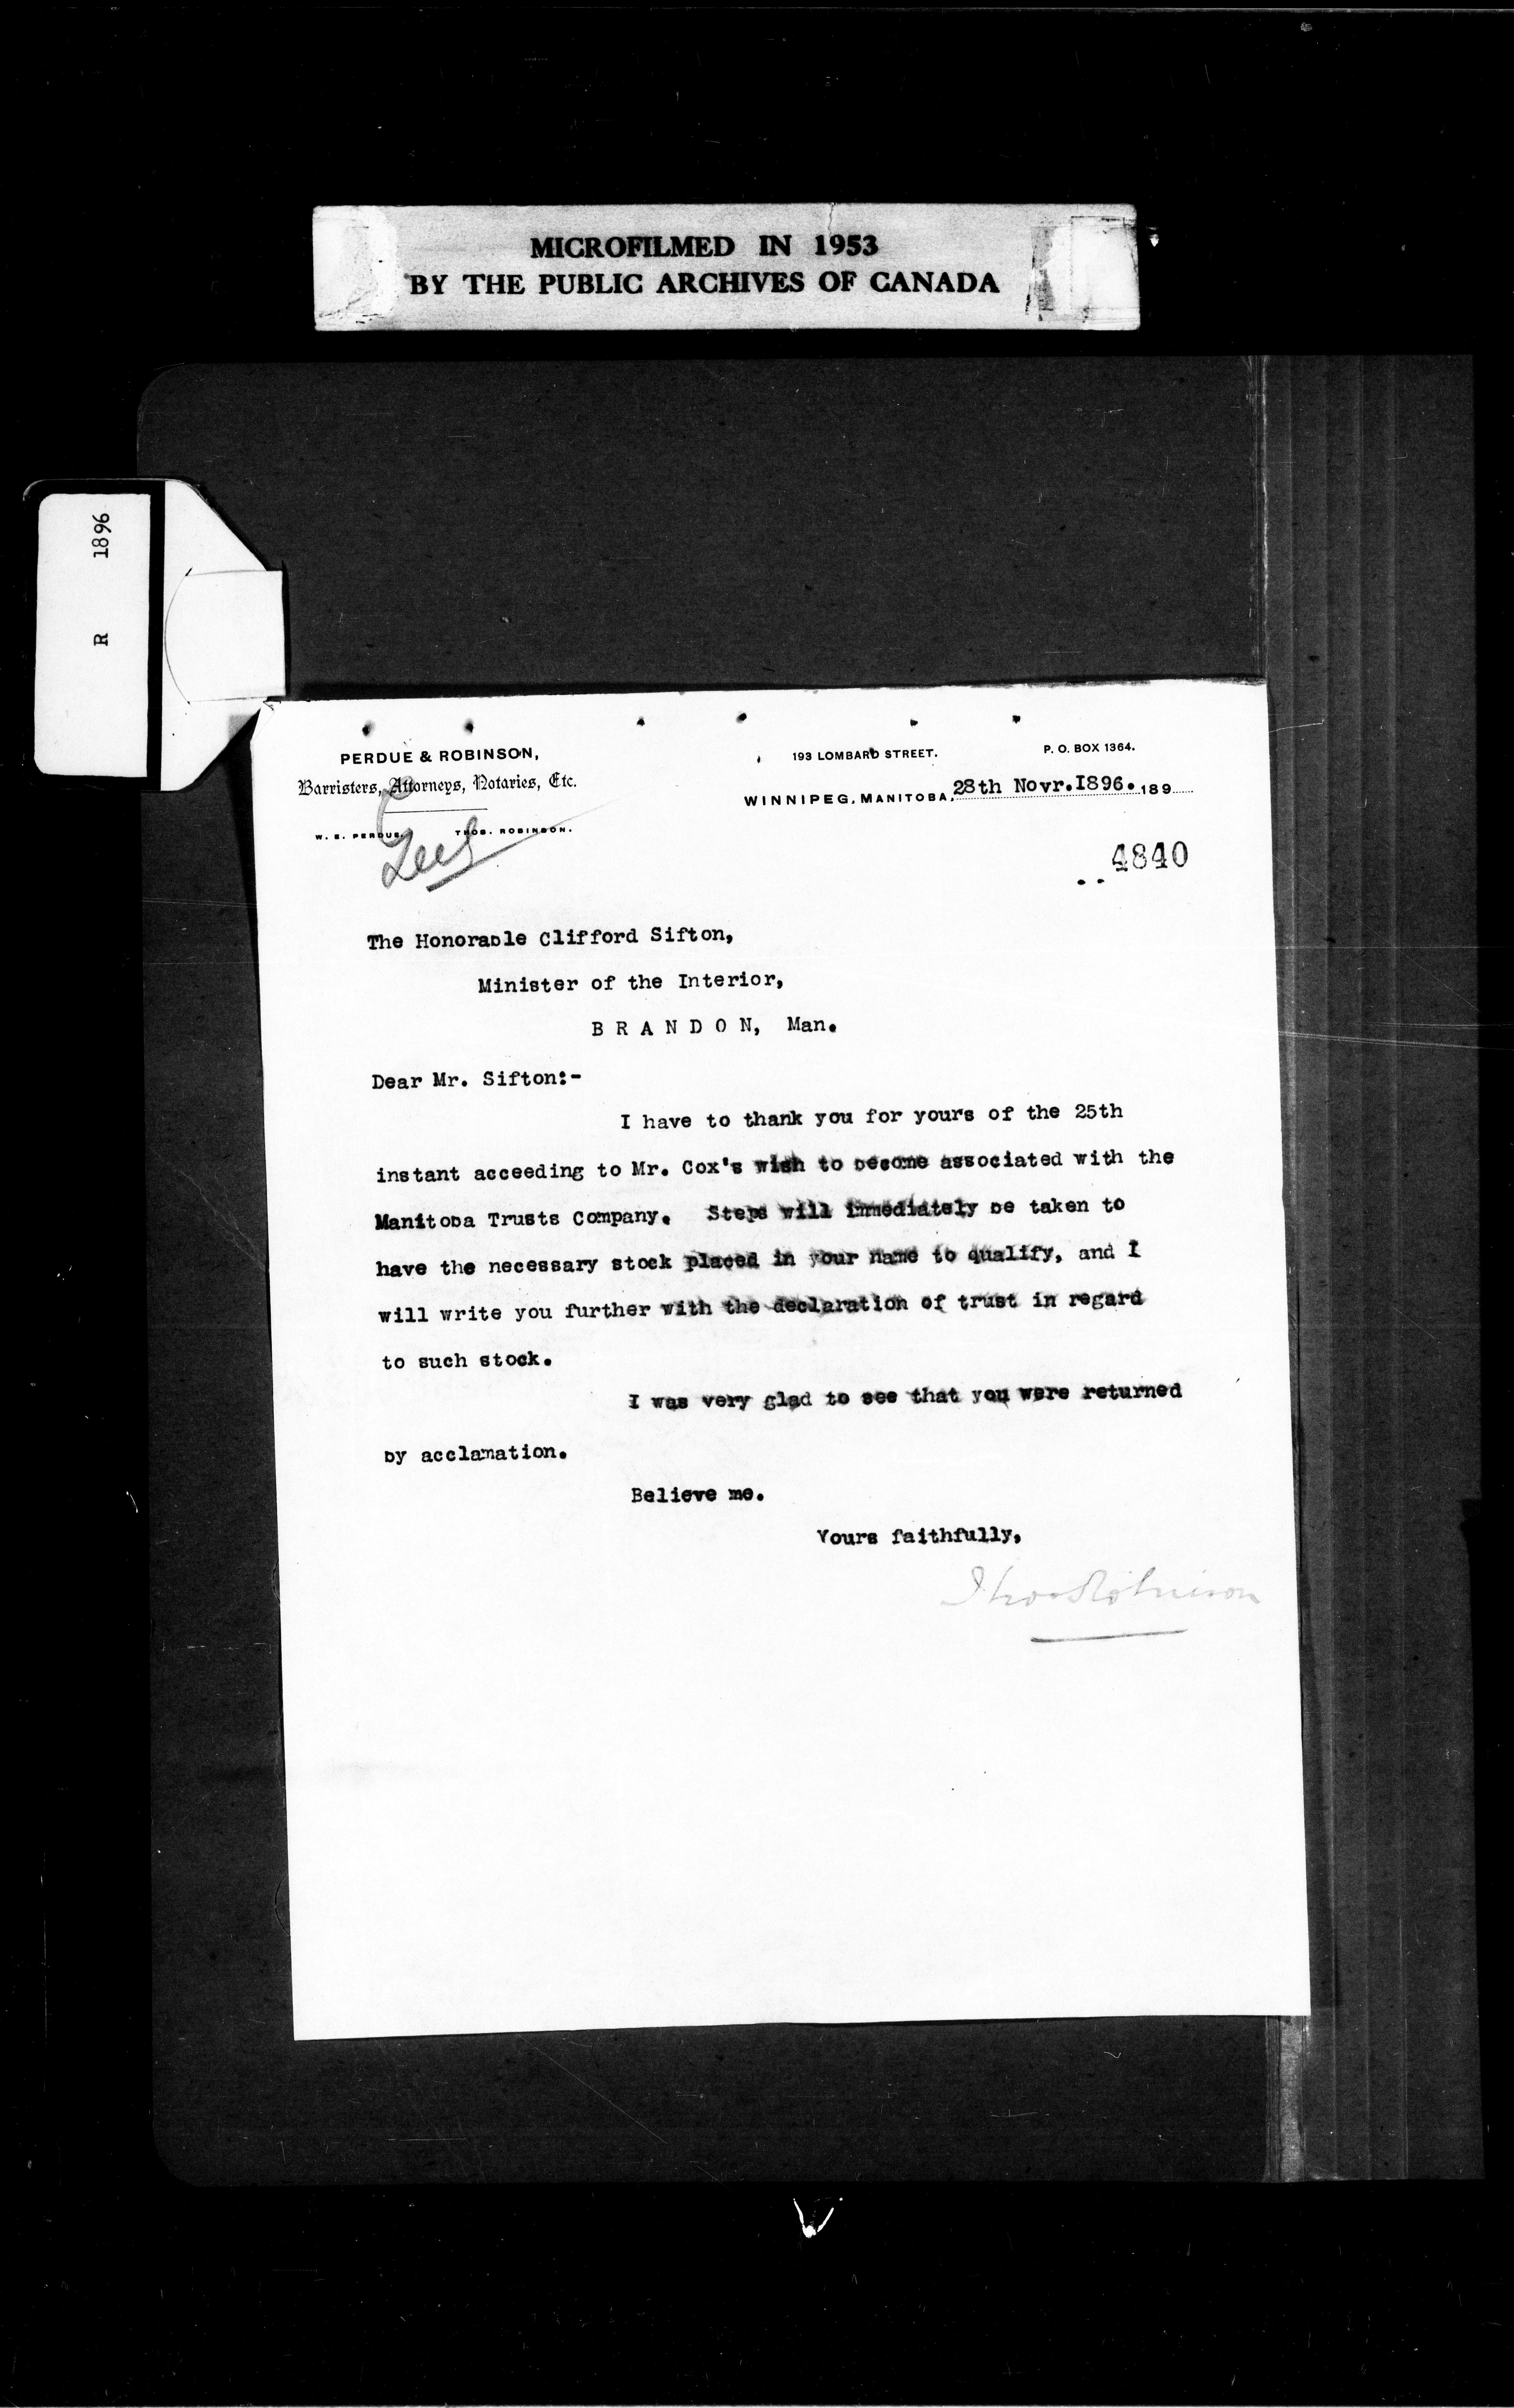 MICROFILMED IN 1953
BY THE PUBLIC ARCHIVES OF CANADA
R 1896
PERDUE & ROBINSON,
Barristers, Attorneys, Notaries, Etc.
W. E. PERDUE. THOS. ROBINSON.
193 LOMBARD STREET.
P. O. BOX 1364.
WINNIPEG, MANITOBA, 28th Novr.1896. 189
4840
The Honorable Clifford Sifton,
Minister of the Interior,
B R A N D O N, Man.
Dear Mr. Sifton:-
I have to thank you for yours of the 25th
instant acceeding to Mr. Cox's wish to become associated with the
Manitoba Trusts Company. Steps will immediately be taken to
have the necessary stock placed in your name to qualify, and I
will write you further with the declaration of trust in regard
to such stock.
I was very glad to see that you were returned
by acclamation.
Believe me.
Yours faithfully,
Thos Robinson